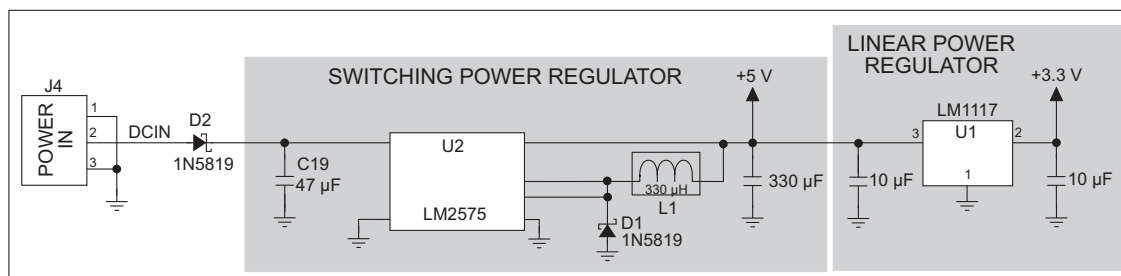 LINEAR POWER
REGULATOR
SWITCHING POWER REGULATOR
+5 V
+3.3 V
J4
POWER
IN
1
2
3
DCIN
D2
1N5819
C19
47 µF
U2
LM2575
330 µH
L1
D1
1N5819
330 µF
10 µF
LM1117
3
U1
2
1
10 µF